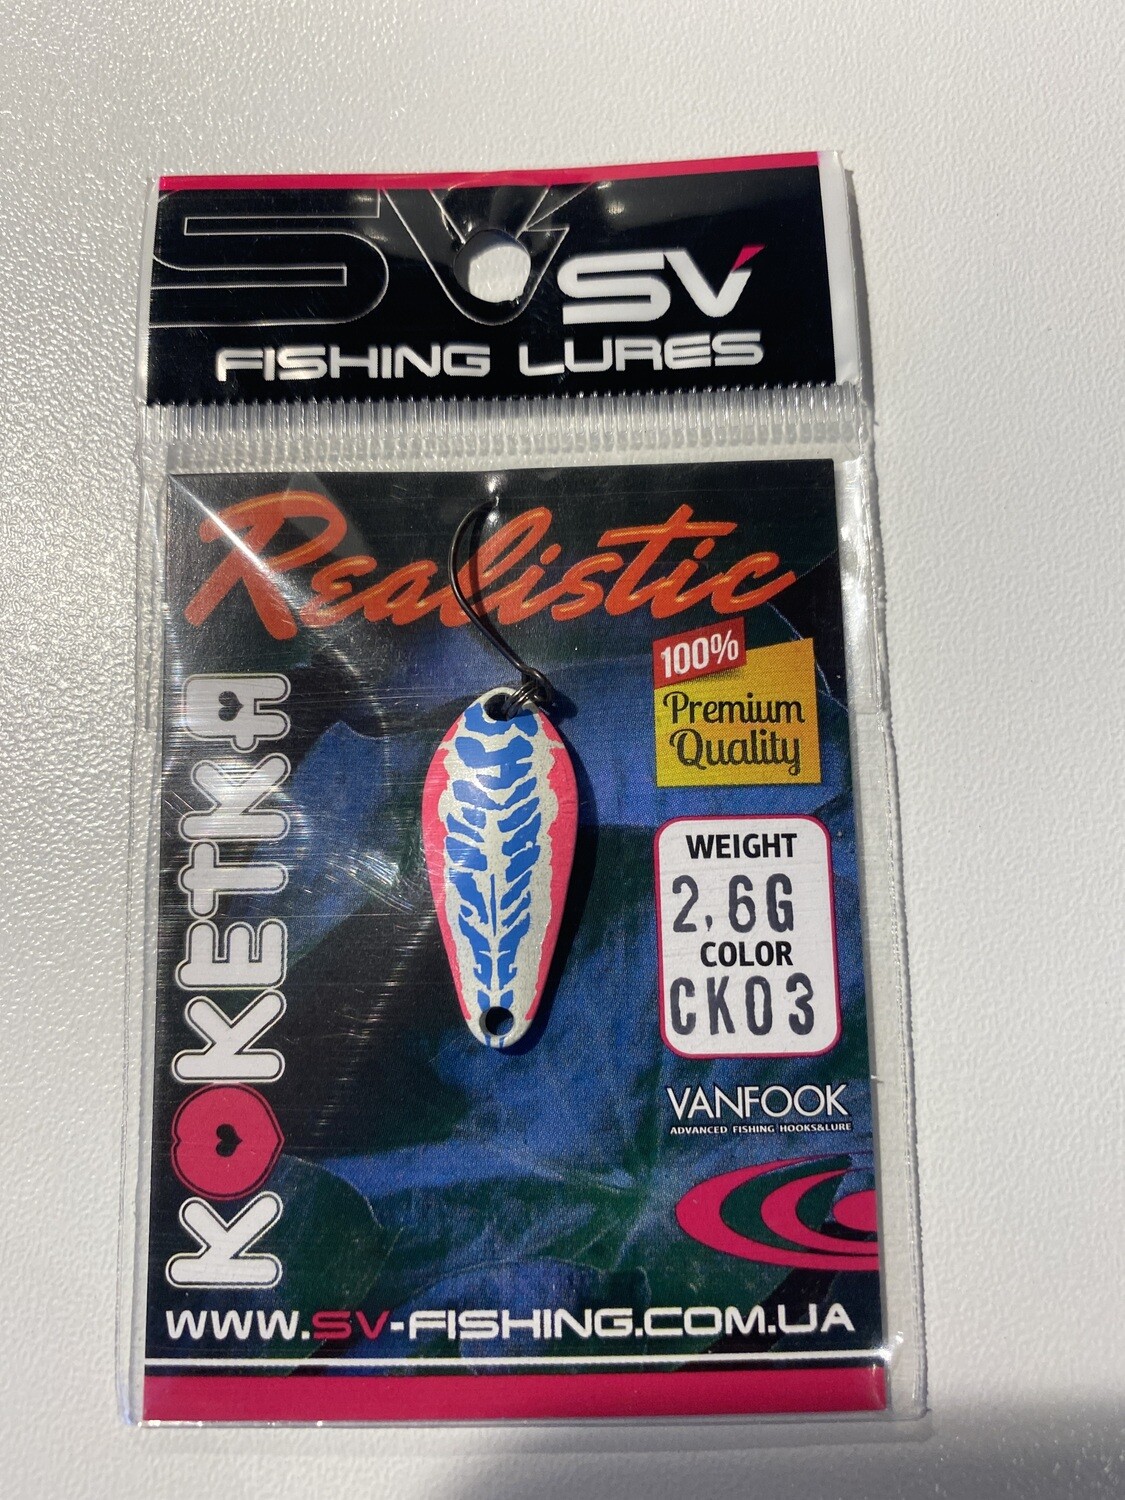 SV
SV
FISHING LURES
Realistic
KOKETKA
100%
Premium
Quality
WEIGHT
2,6G
COLOR
CK03
VANFOOK
ADVANCED FISHING HOOKS&LURE
WWW.SV-FISHING.COM.UA